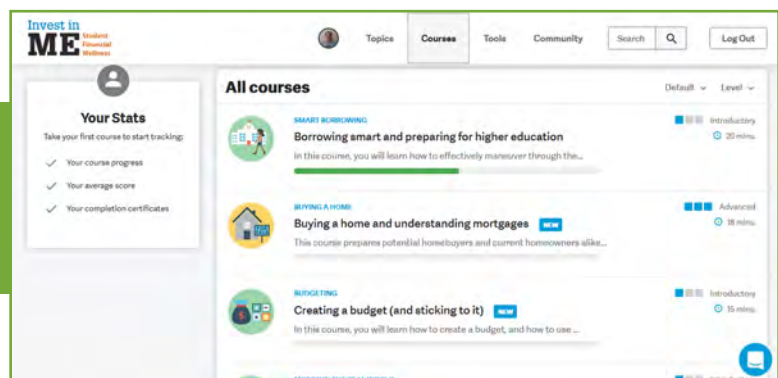 Invest in
ME Student
Financial
Wellness
Topics Courses Tools Community Search Log Out
Your Stats
Take your first course to start tracking:
Your course progress
Your average score
Your completion certificates
All courses Default Level
SMART BORROWING Introductory
Borrowing smart and preparing for higher education 20 mins.
In this course, you will learn how to effectively maneuver through the...
BUYING A HOME Advanced
Buying a home and understanding mortgages NEW 18 mins.
This course prepares potential homebuyers and current homeowners alike...
BUDGETING Introductory
Creating a budget (and sticking to it) NEW 15 mins.
In this course, you will learn how to create a budget, and how to use ...